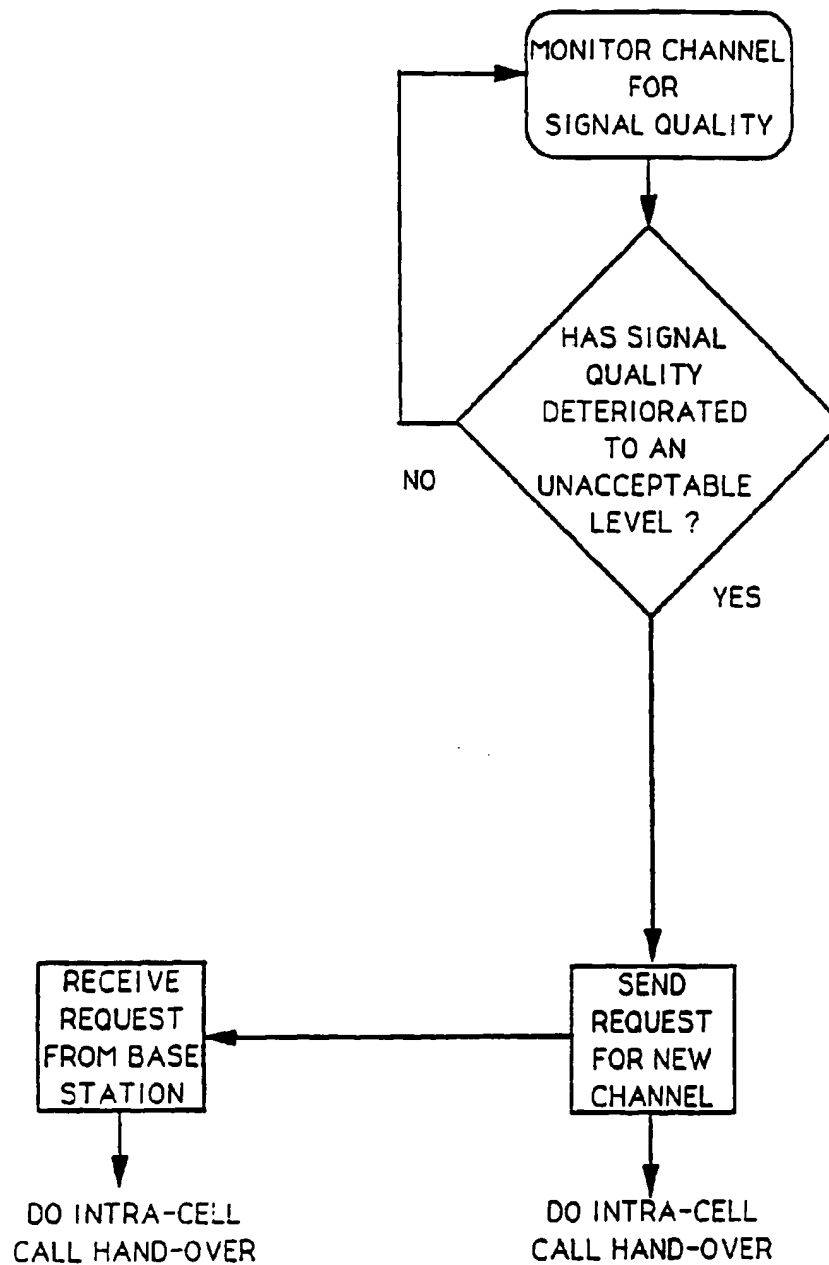 MONITOR CHANNEL
FOR
SIGNAL QUALITY
HAS SIGNAL
QUALITY
DETERIORATED
TO AN
UNACCEPTABLE
LEVEL ?
NO
YES
RECEIVE
REQUEST
FROM BASE
STATION
SEND
REQUEST
FOR NEW
CHANNEL
DO INTRA-CELL
CALL HAND-OVER
DO INTRA-CELL
CALL HAND-OVER